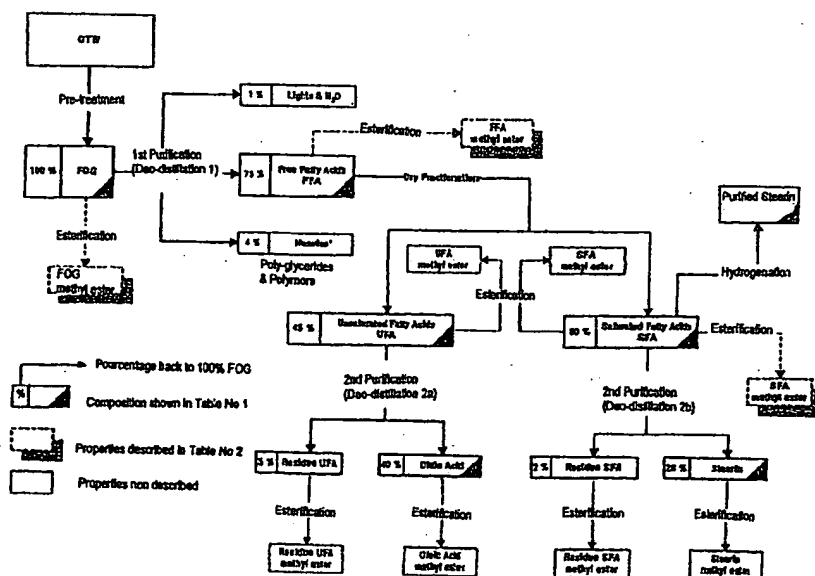 GTW
Pre-treatment
1 %
Lights & H₂O
100 %
FOG
1st Purification
(Deo-distillation 1)
75 %
Free Fatty Acids
FFA
Esterification
FFA
methyl ester
Dry Fractionation
Purified Stearin
Esterification
FOG
methyl ester
4 %
Poly-glycerides
& Polymers
UFA
methyl ester
SFA
methyl ester
Esterification
Hydrogenation
45 %
Unsaturated Fatty Acids
UFA
Saturated Fatty Acids
SFA
Esterification
SFA
methyl ester
Pourcentage back to 100% FOG
%
Composition shown in Table No 1
Properties described in Table No 2
Properties non described
2nd Purification
(Deo-distillation 2a)
2nd Purification
(Deo-distillation 2b)
Residue UFA
40 %
Oleic Acid
2 %
Residue SFA
28 %
Stearin
Esterification
Esterification
Esterification
Esterification
Residue UFA
methyl ester
Oleic Acid
methyl ester
Residue SFA
methyl ester
Stearin
methyl ester